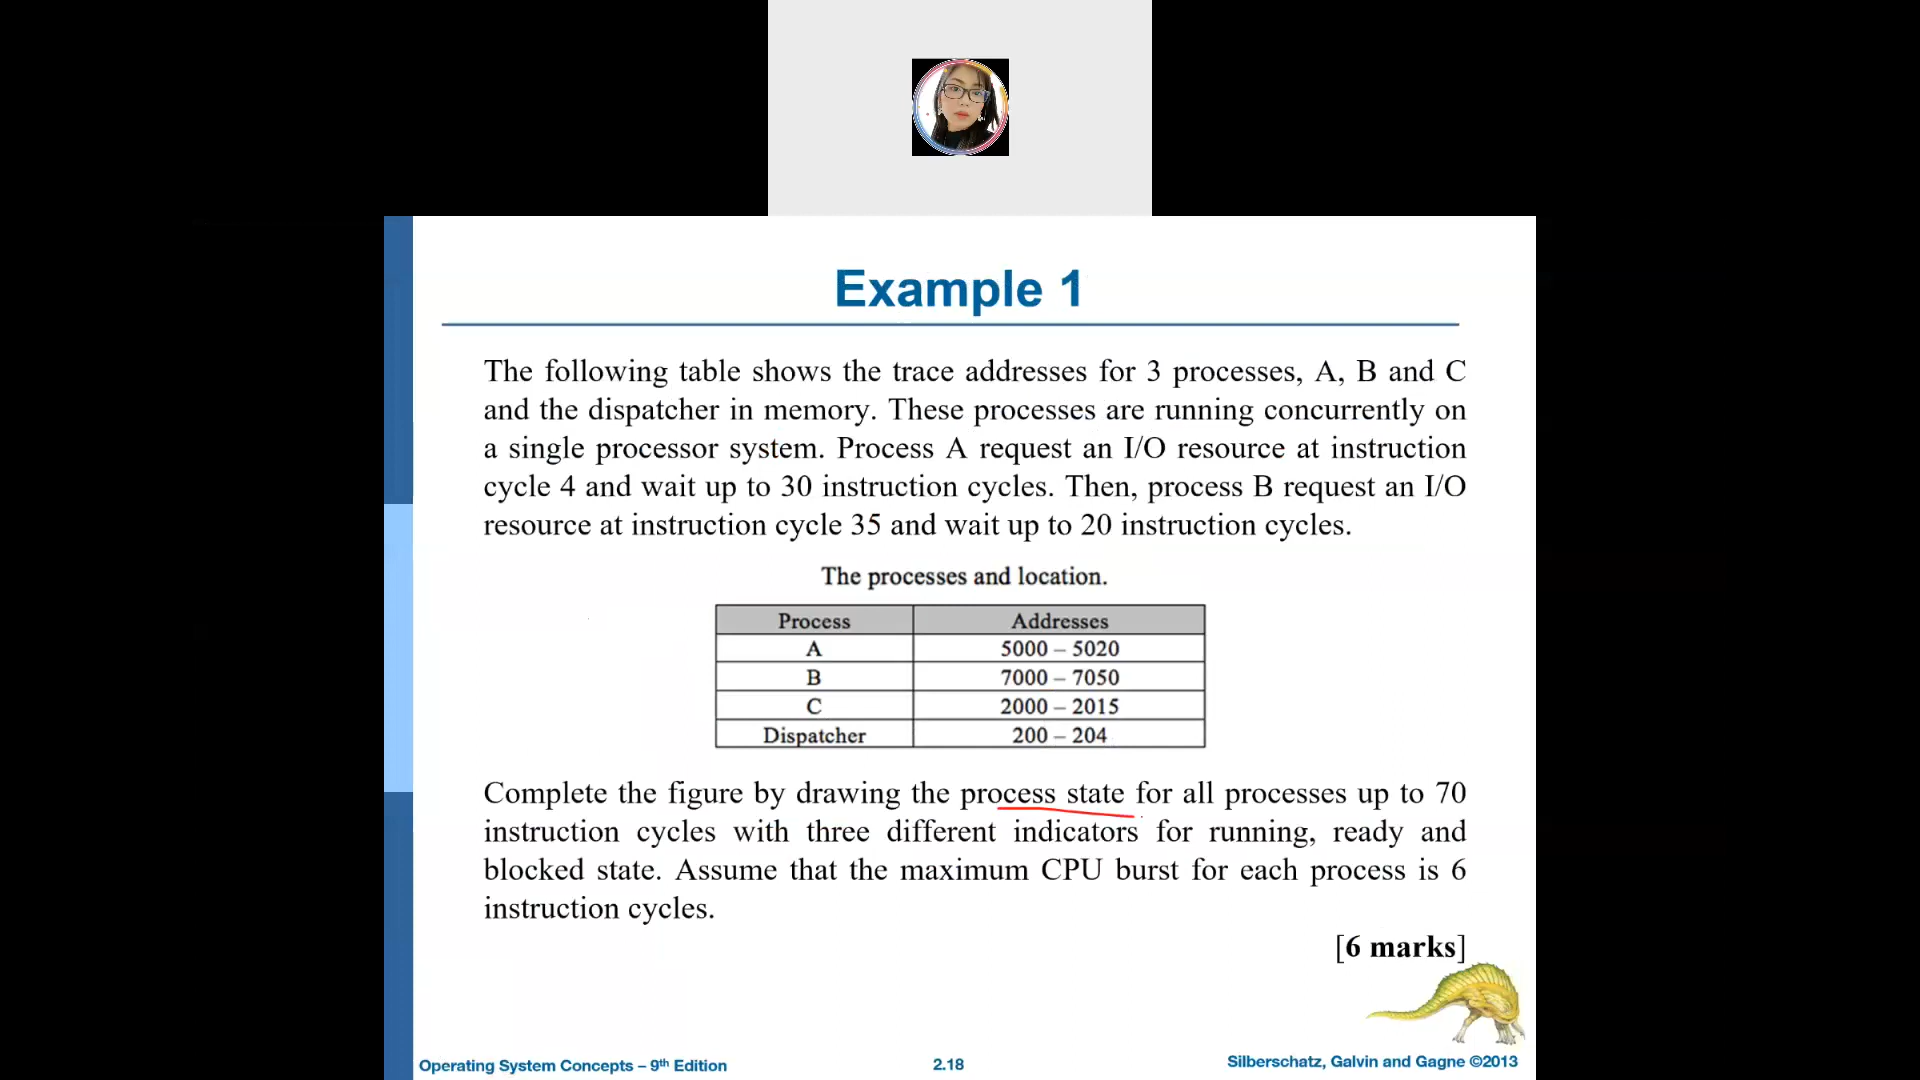 Example 1
The following table shows the trace addresses for 3 processes, A, B and C
and the dispatcher in memory. These processes are running concurrently on
a single processor system. Process A request an I/O resource at instruction
cycle 4 and wait up to 30 instruction cycles. Then, process B request an I/O
resource at instruction cycle 35 and wait up to 20 instruction cycles.
The processes and location.
Process Addresses
A 5000 – 5020
B 7000 – 7050
C 2000 – 2015
Dispatcher 200 – 204
Complete the figure by drawing the process state for all processes up to 70
instruction cycles with three different indicators for running, ready and
blocked state. Assume that the maximum CPU burst for each process is 6
instruction cycles.
[6 marks]
Operating System Concepts – 9th Edition 2.18 Silberschatz, Galvin and Gagne ©2013